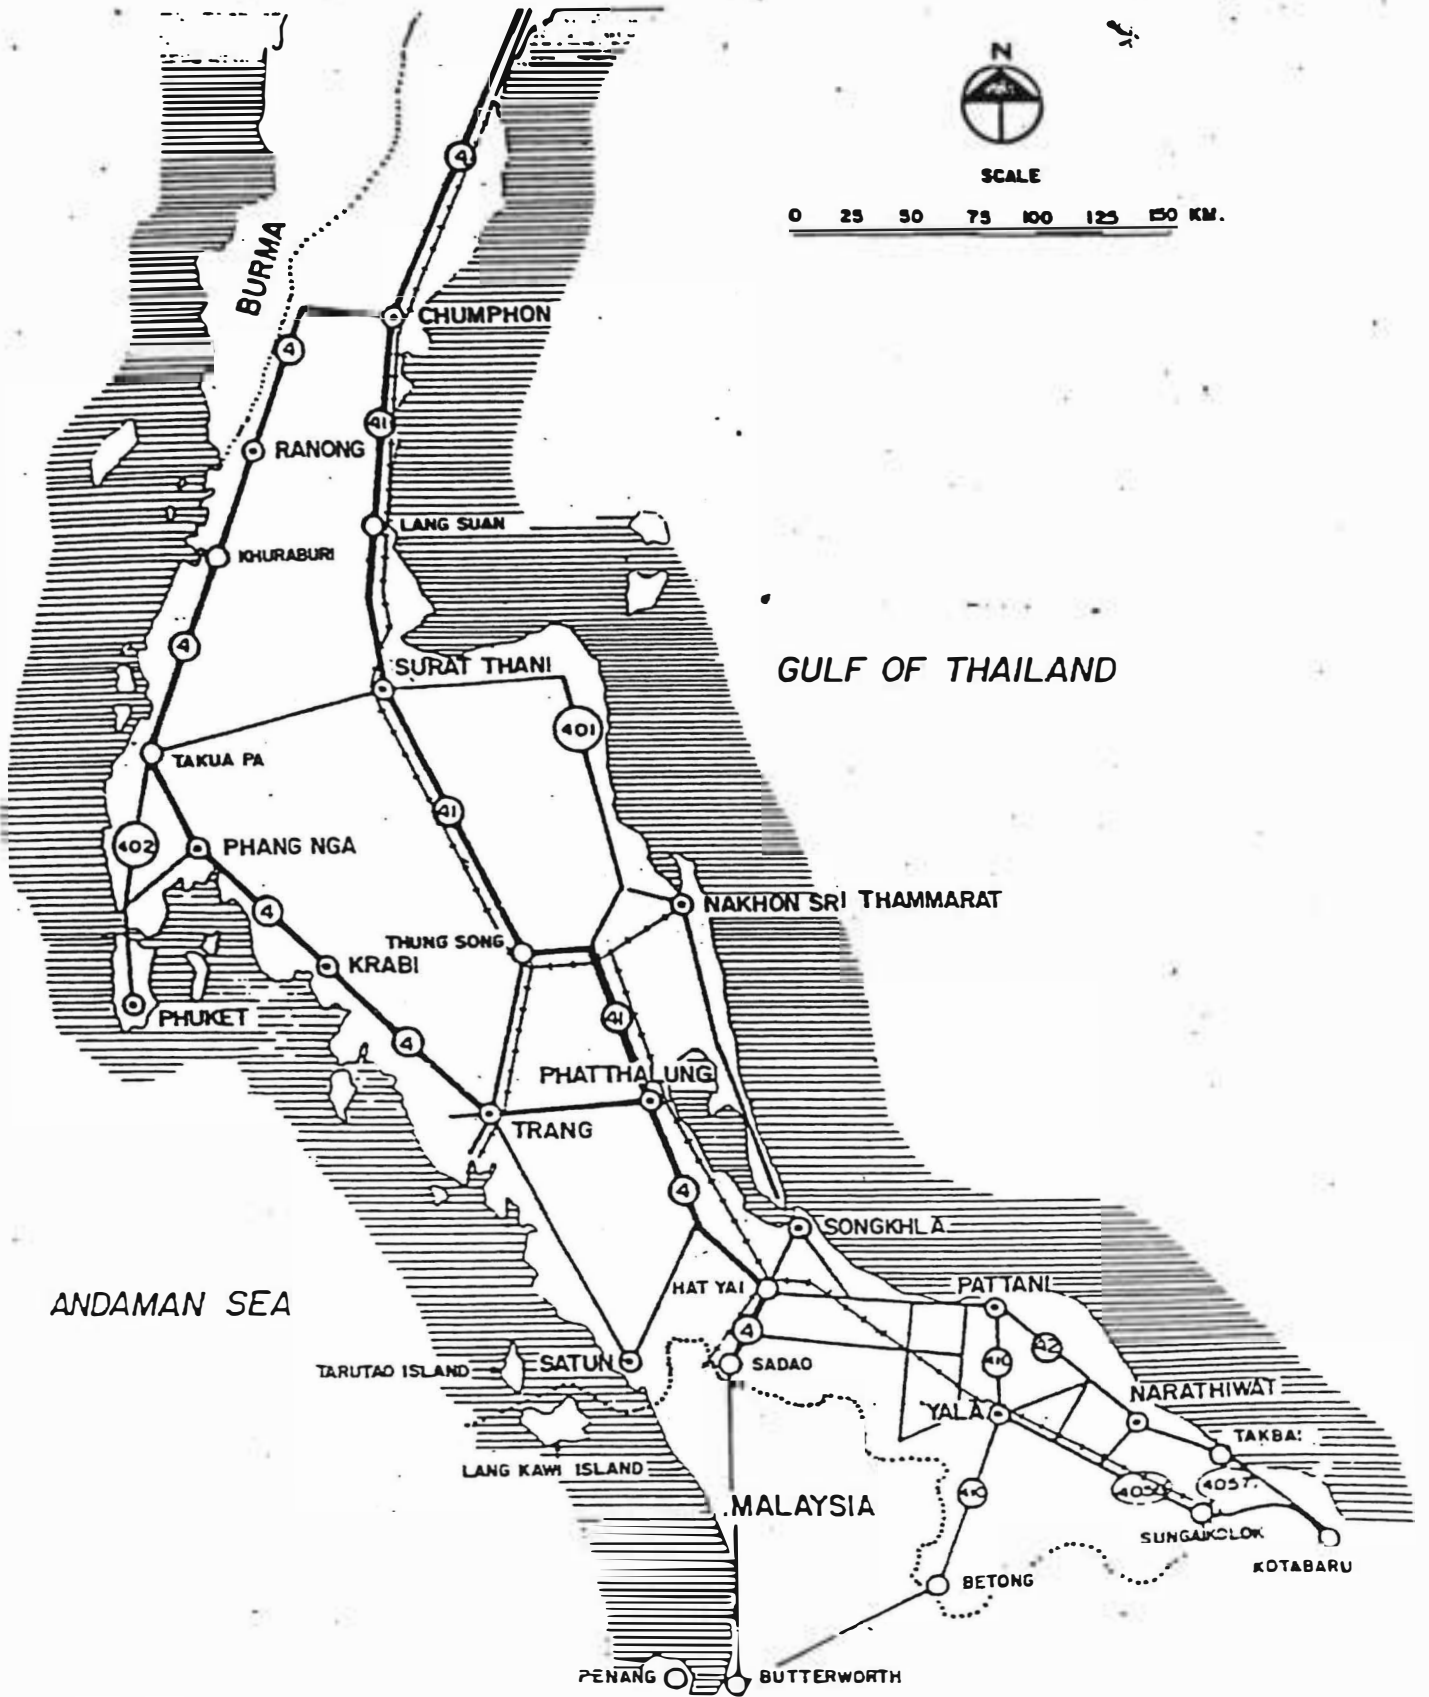 N
SCALE
0 25 50 75 100 125 150 KM.
4
BURMA
CHUMPHON
4
41
RANONG
LANG SUAN
KHURABURI
4
SURAT THANI
GULF OF THAILAND
401
TAKUA PA
41
402
PHANG NGA
NAKHON SRI THAMMARAT
4
THUNG SONG
KRABI
PHUKET
41
4
PHATTHALUNG
TRANG
4
SONGKHLA
HAT YAI
PATTANI
ANDAMAN SEA
4
42
TARUTAO ISLAND
SATUN
SADAO
410
NARATHIWAT
YALA
TAKBAI
LANG KAWI ISLAND
410
4057
MALAYSIA
SUNGAIKOLOK
KOTABARU
BETONG
PENANG
BUTTERWORTH